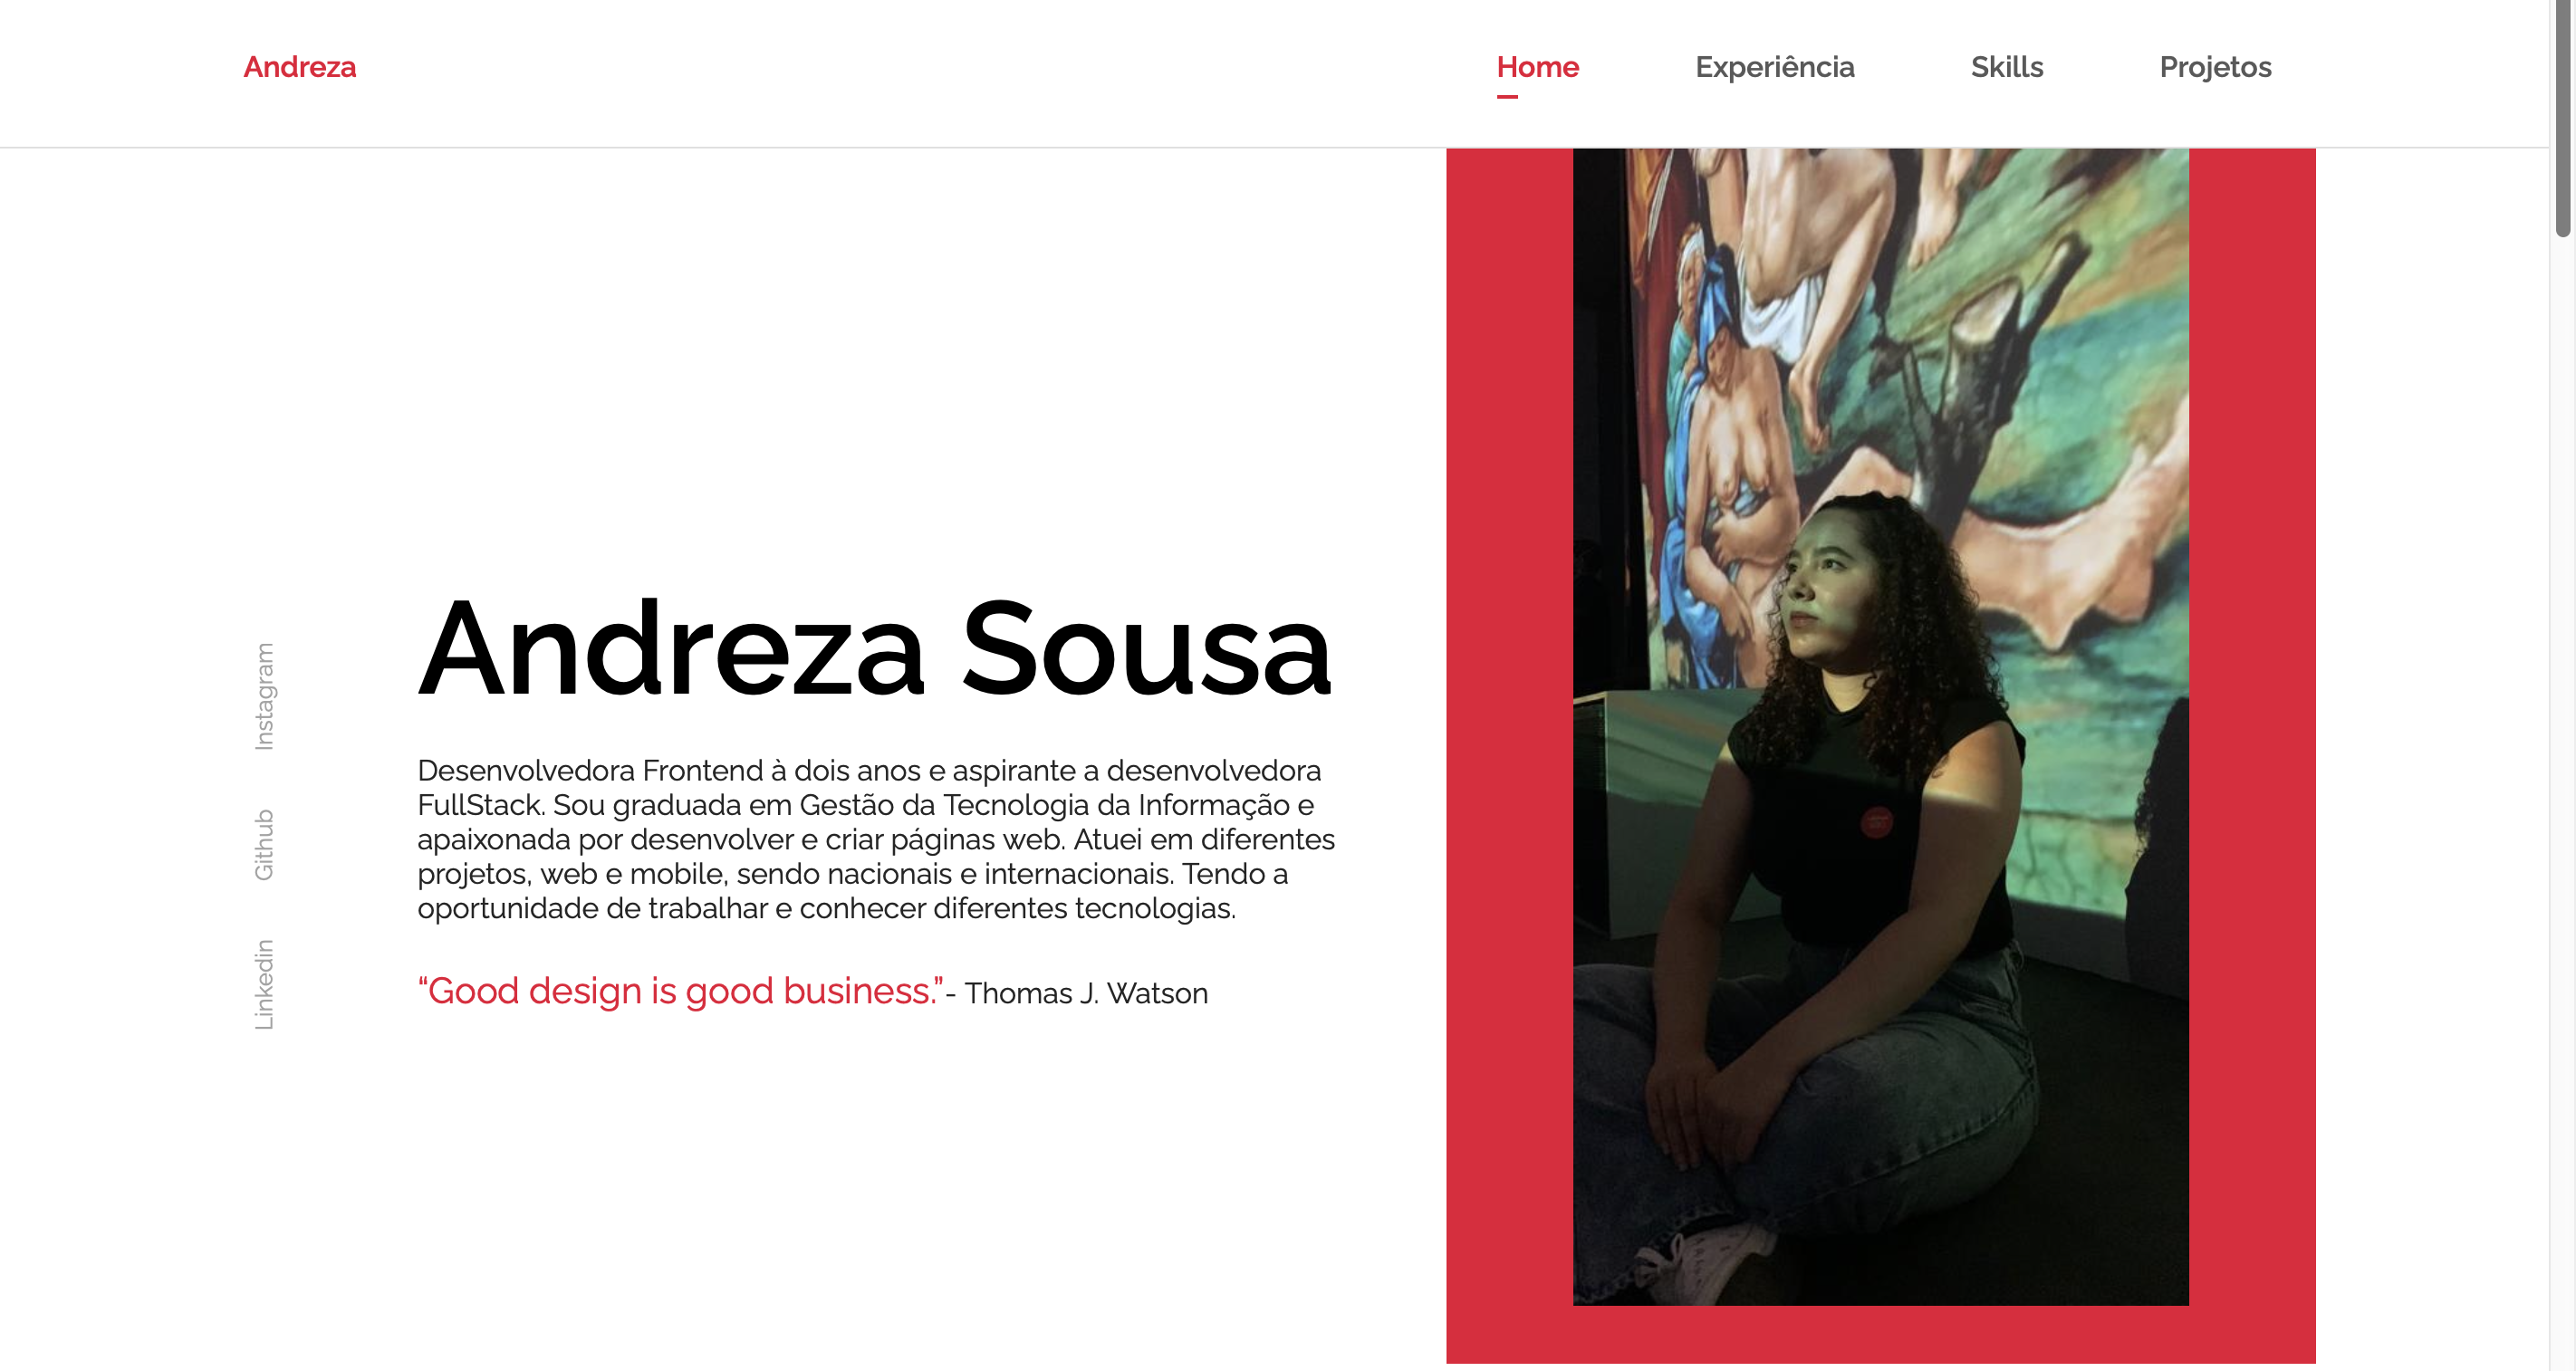 Andreza
Home
Experiência
Skills
Projetos
Instagram
Github
Linkedin
Andreza Sousa
Desenvolvedora Frontend à dois anos e aspirante a desenvolvedora
FullStack. Sou graduada em Gestão da Tecnologia da Informação e
apaixonada por desenvolver e criar páginas web. Atuei em diferentes
projetos, web e mobile, sendo nacionais e internacionais. Tendo a
oportunidade de trabalhar e conhecer diferentes tecnologias.
“Good design is good business.”- Thomas J. Watson